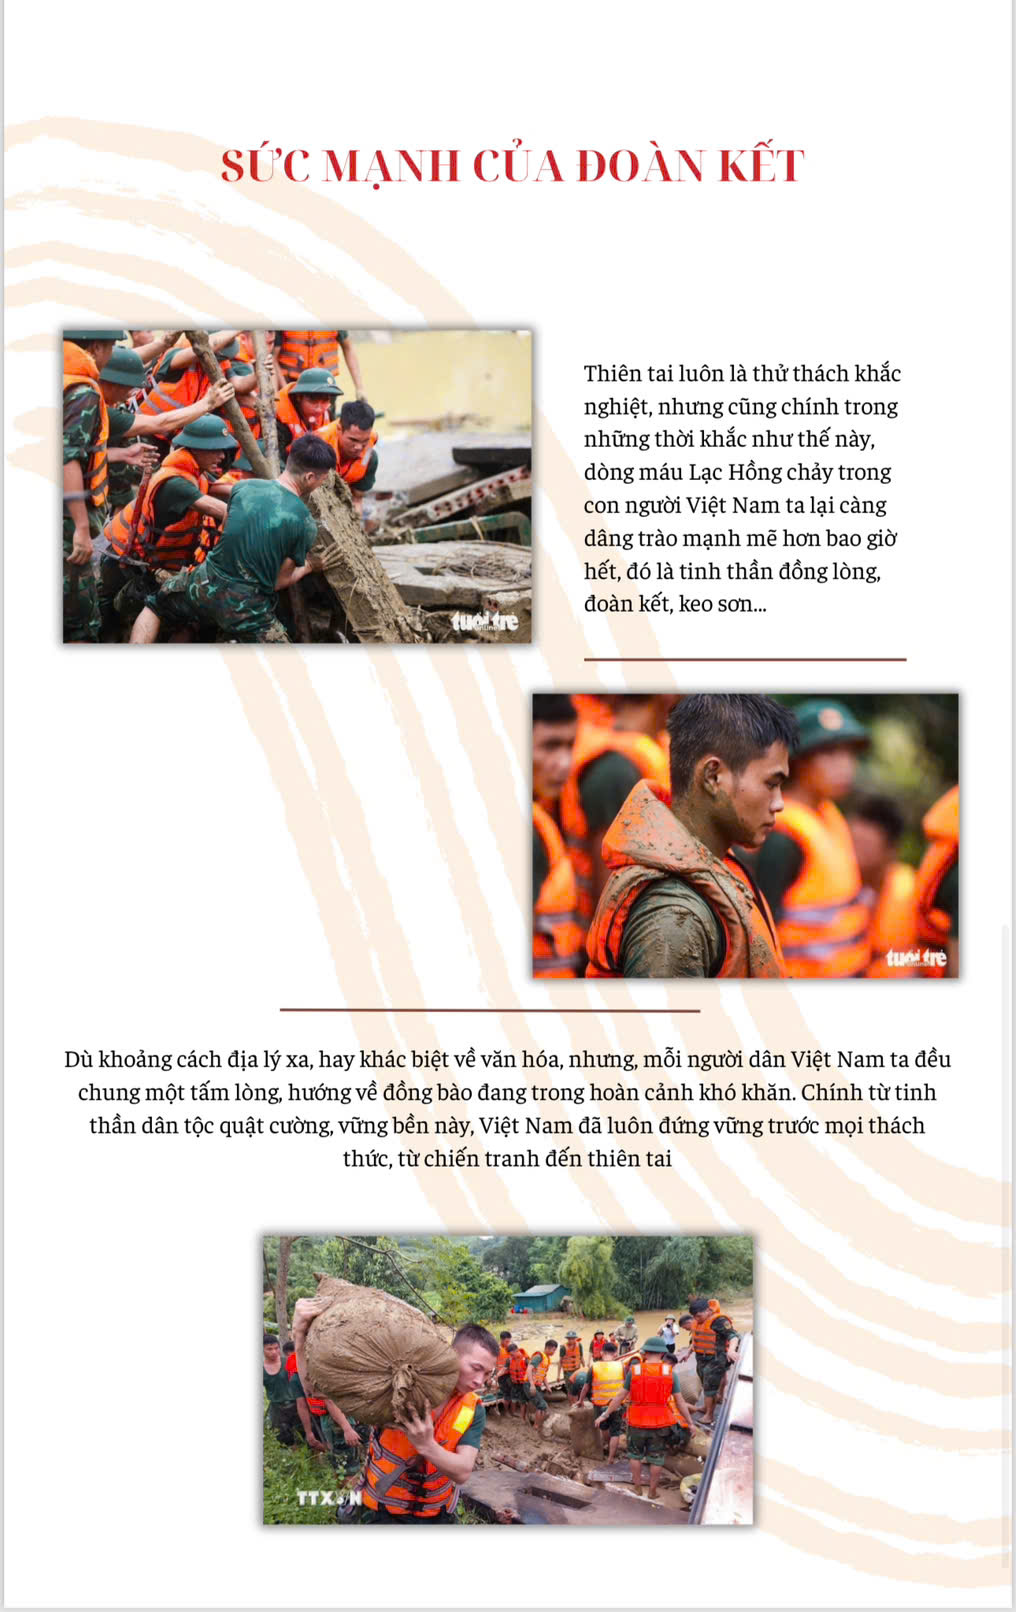 SỨC MẠNH CỦA ĐOÀN KẾT
Thiên tai luôn là thử thách khắc
nghiệt, nhưng cũng chính trong
những thời khắc như thế này,
dòng máu Lạc Hồng chảy trong
con người Việt Nam ta lại càng
dâng trào mạnh mẽ hơn bao giờ
hết, đó là tinh thần đồng lòng,
đoàn kết, keo sơn...
tuổi trẻ
online
tuổi trẻ
online
Dù khoảng cách địa lý xa, hay khác biệt về văn hóa, nhưng, mỗi người dân Việt Nam ta đều
chung một tấm lòng, hướng về đồng bào đang trong hoàn cảnh khó khăn. Chính từ tinh
thần dân tộc quật cường, vững bền này, Việt Nam đã luôn đứng vững trước mọi thách
thức, từ chiến tranh đến thiên tai
TTXVN